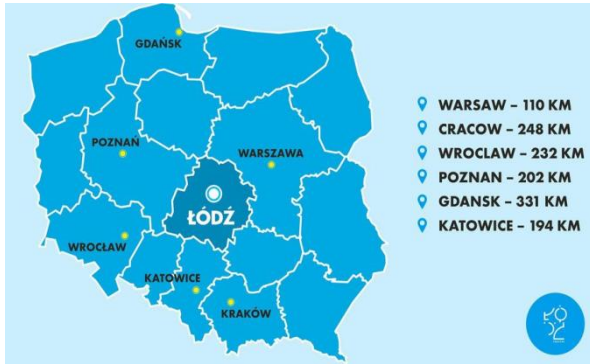 GDAŃSK
POZNAŃ
WARSZAWA
ŁÓDŹ
WROCŁAW
KATOWICE
KRAKÓW
WARSAW – 110 KM
CRACOW – 248 KM
WROCLAW – 232 KM
POZNAN – 202 KM
GDANSK – 331 KM
KATOWICE – 194 KM